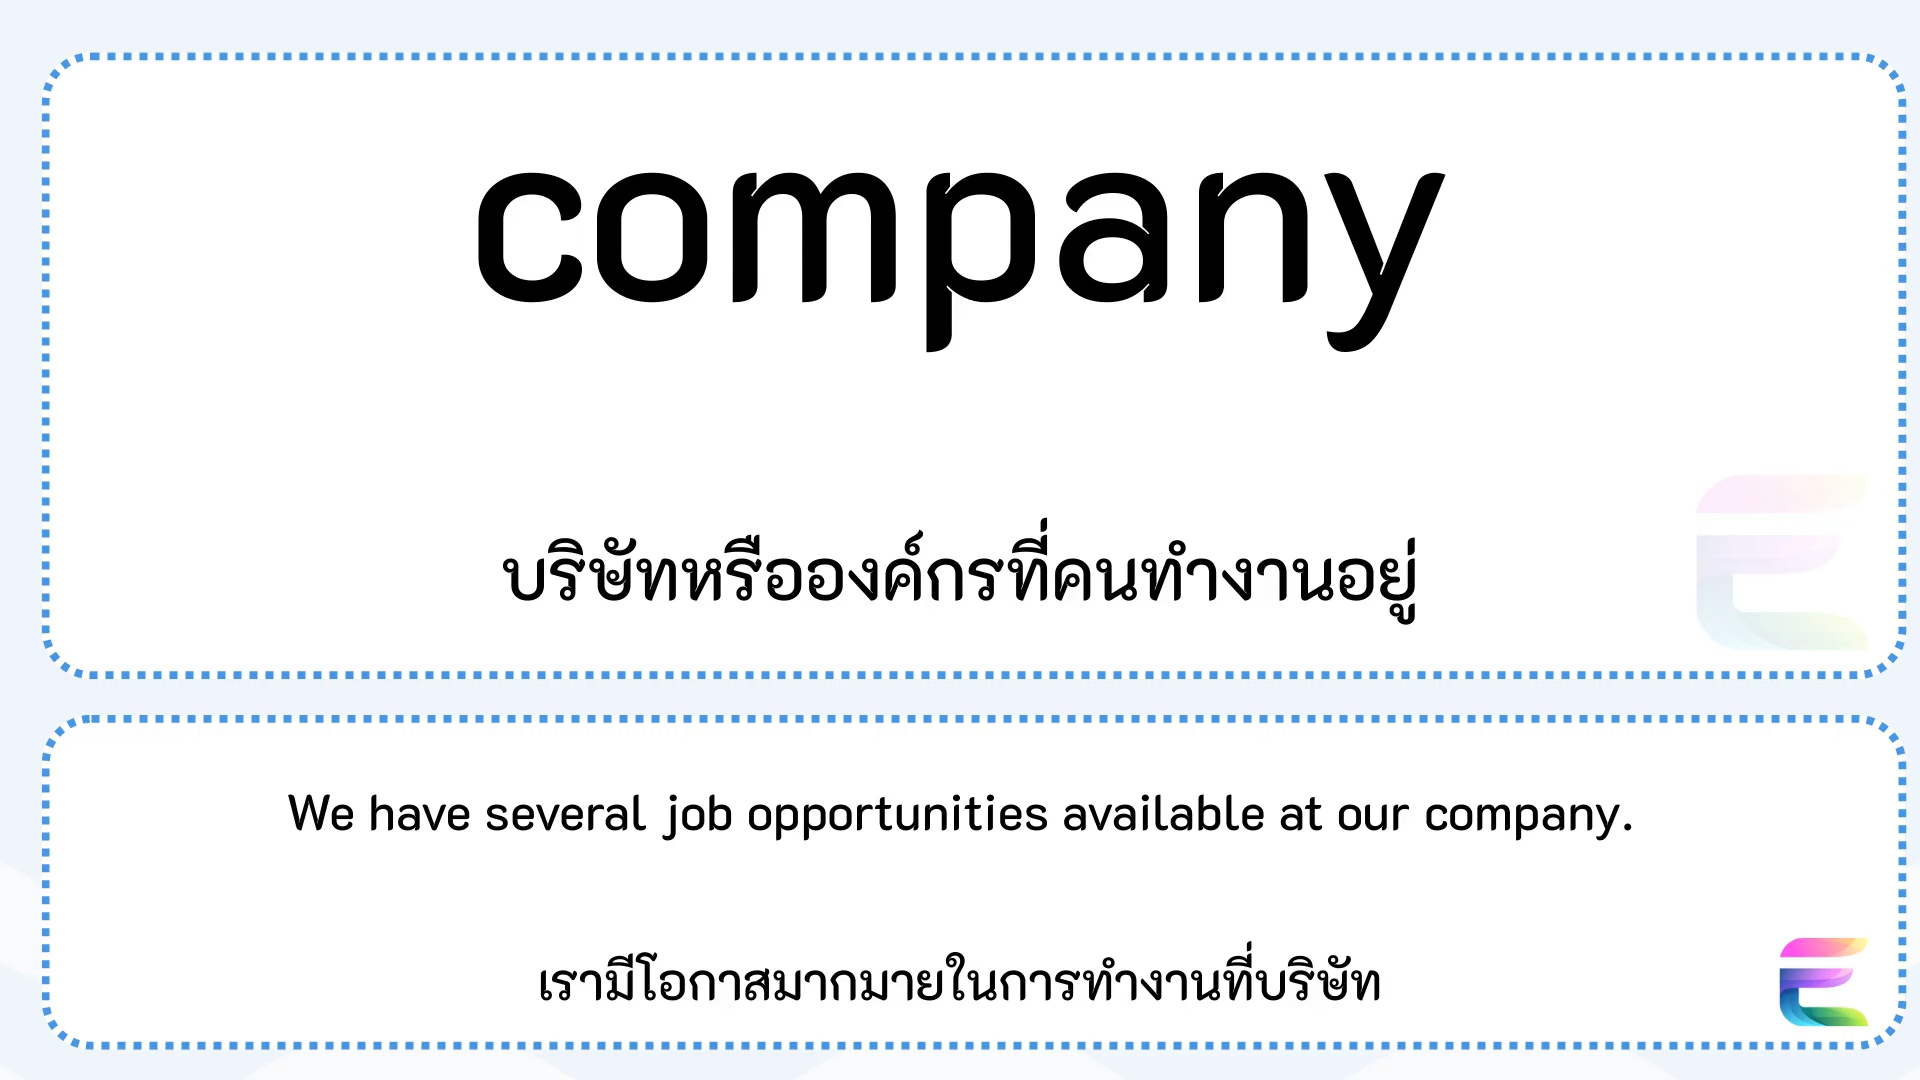 company
บริษัทหรือองค์กรที่คนทำงานอยู่
We have several job opportunities available at our company.
เรามีโอกาสมากมายในการทำงานที่บริษัท